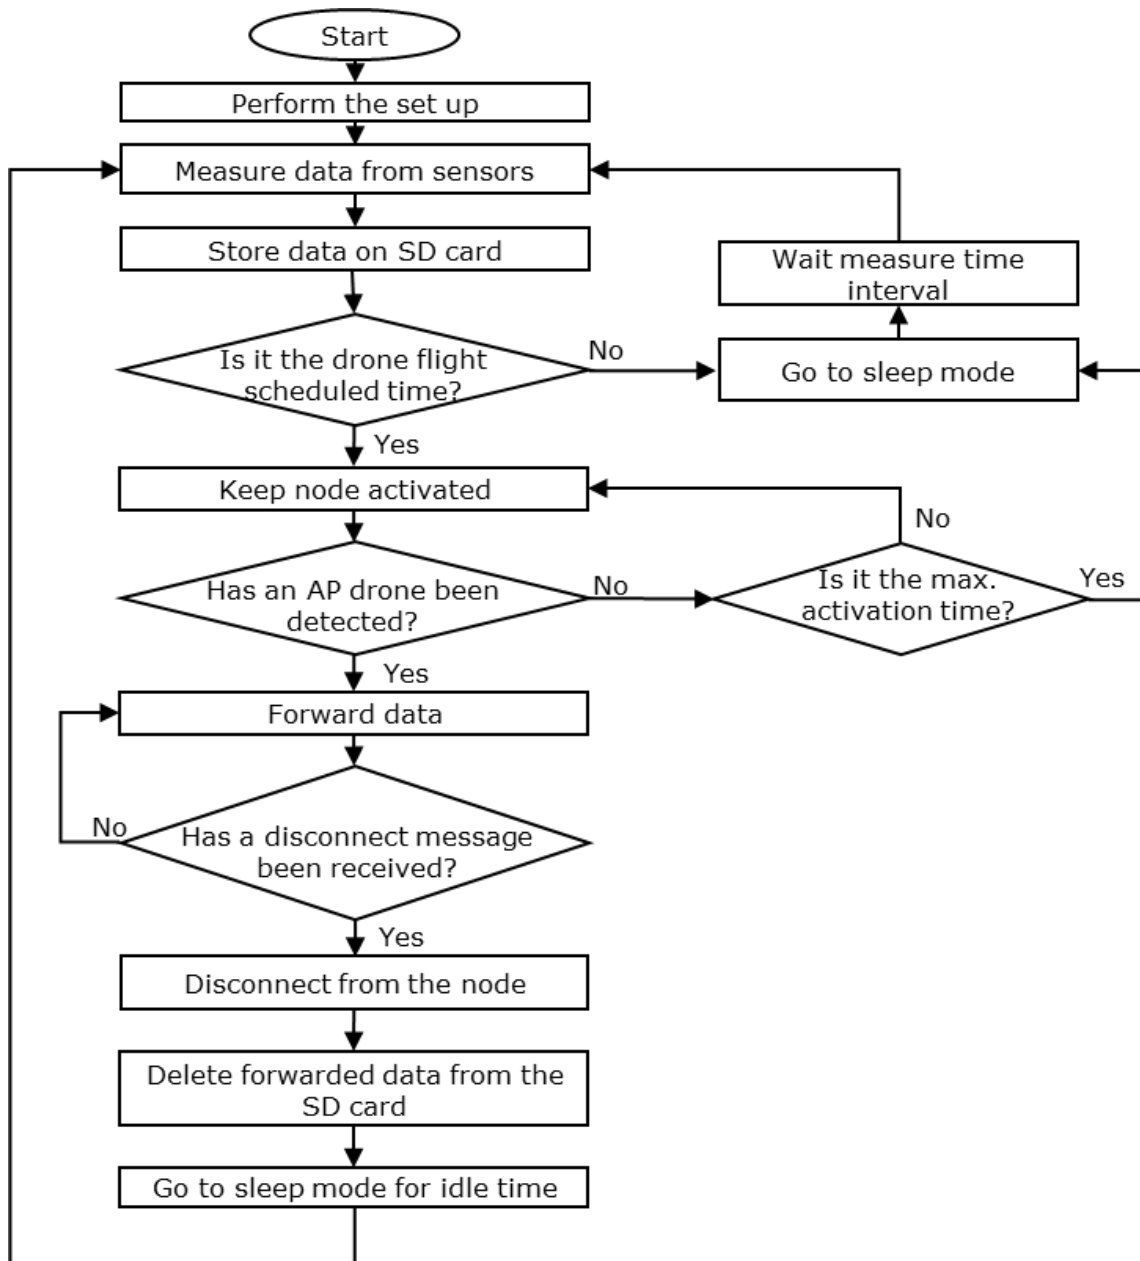 Start
Perform the set up
Measure data from sensors
Store data on SD card
Wait measure time
interval
Is it the drone flight
scheduled time?
No
Go to sleep mode
Yes
Keep node activated
No
Has an AP drone been
detected?
No
Is it the max.
activation time?
Yes
Yes
Forward data
No
Has a disconnect message
been received?
Yes
Disconnect from the node
Delete forwarded data from the
SD card
Go to sleep mode for idle time